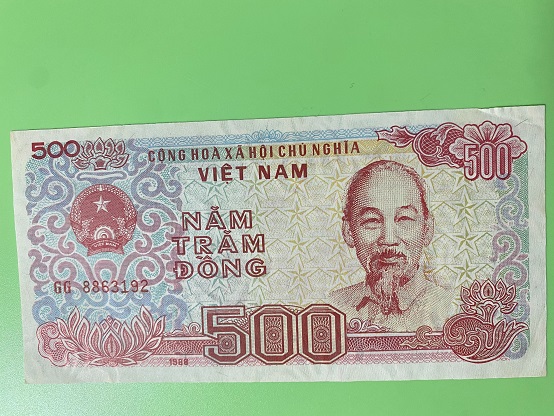 500
CỘNG HOÀ XÃ HỘI CHỦ NGHĨA
VIỆT NAM
500
NĂM
TRĂM
ĐỒNG
GG 8863192
500
1988